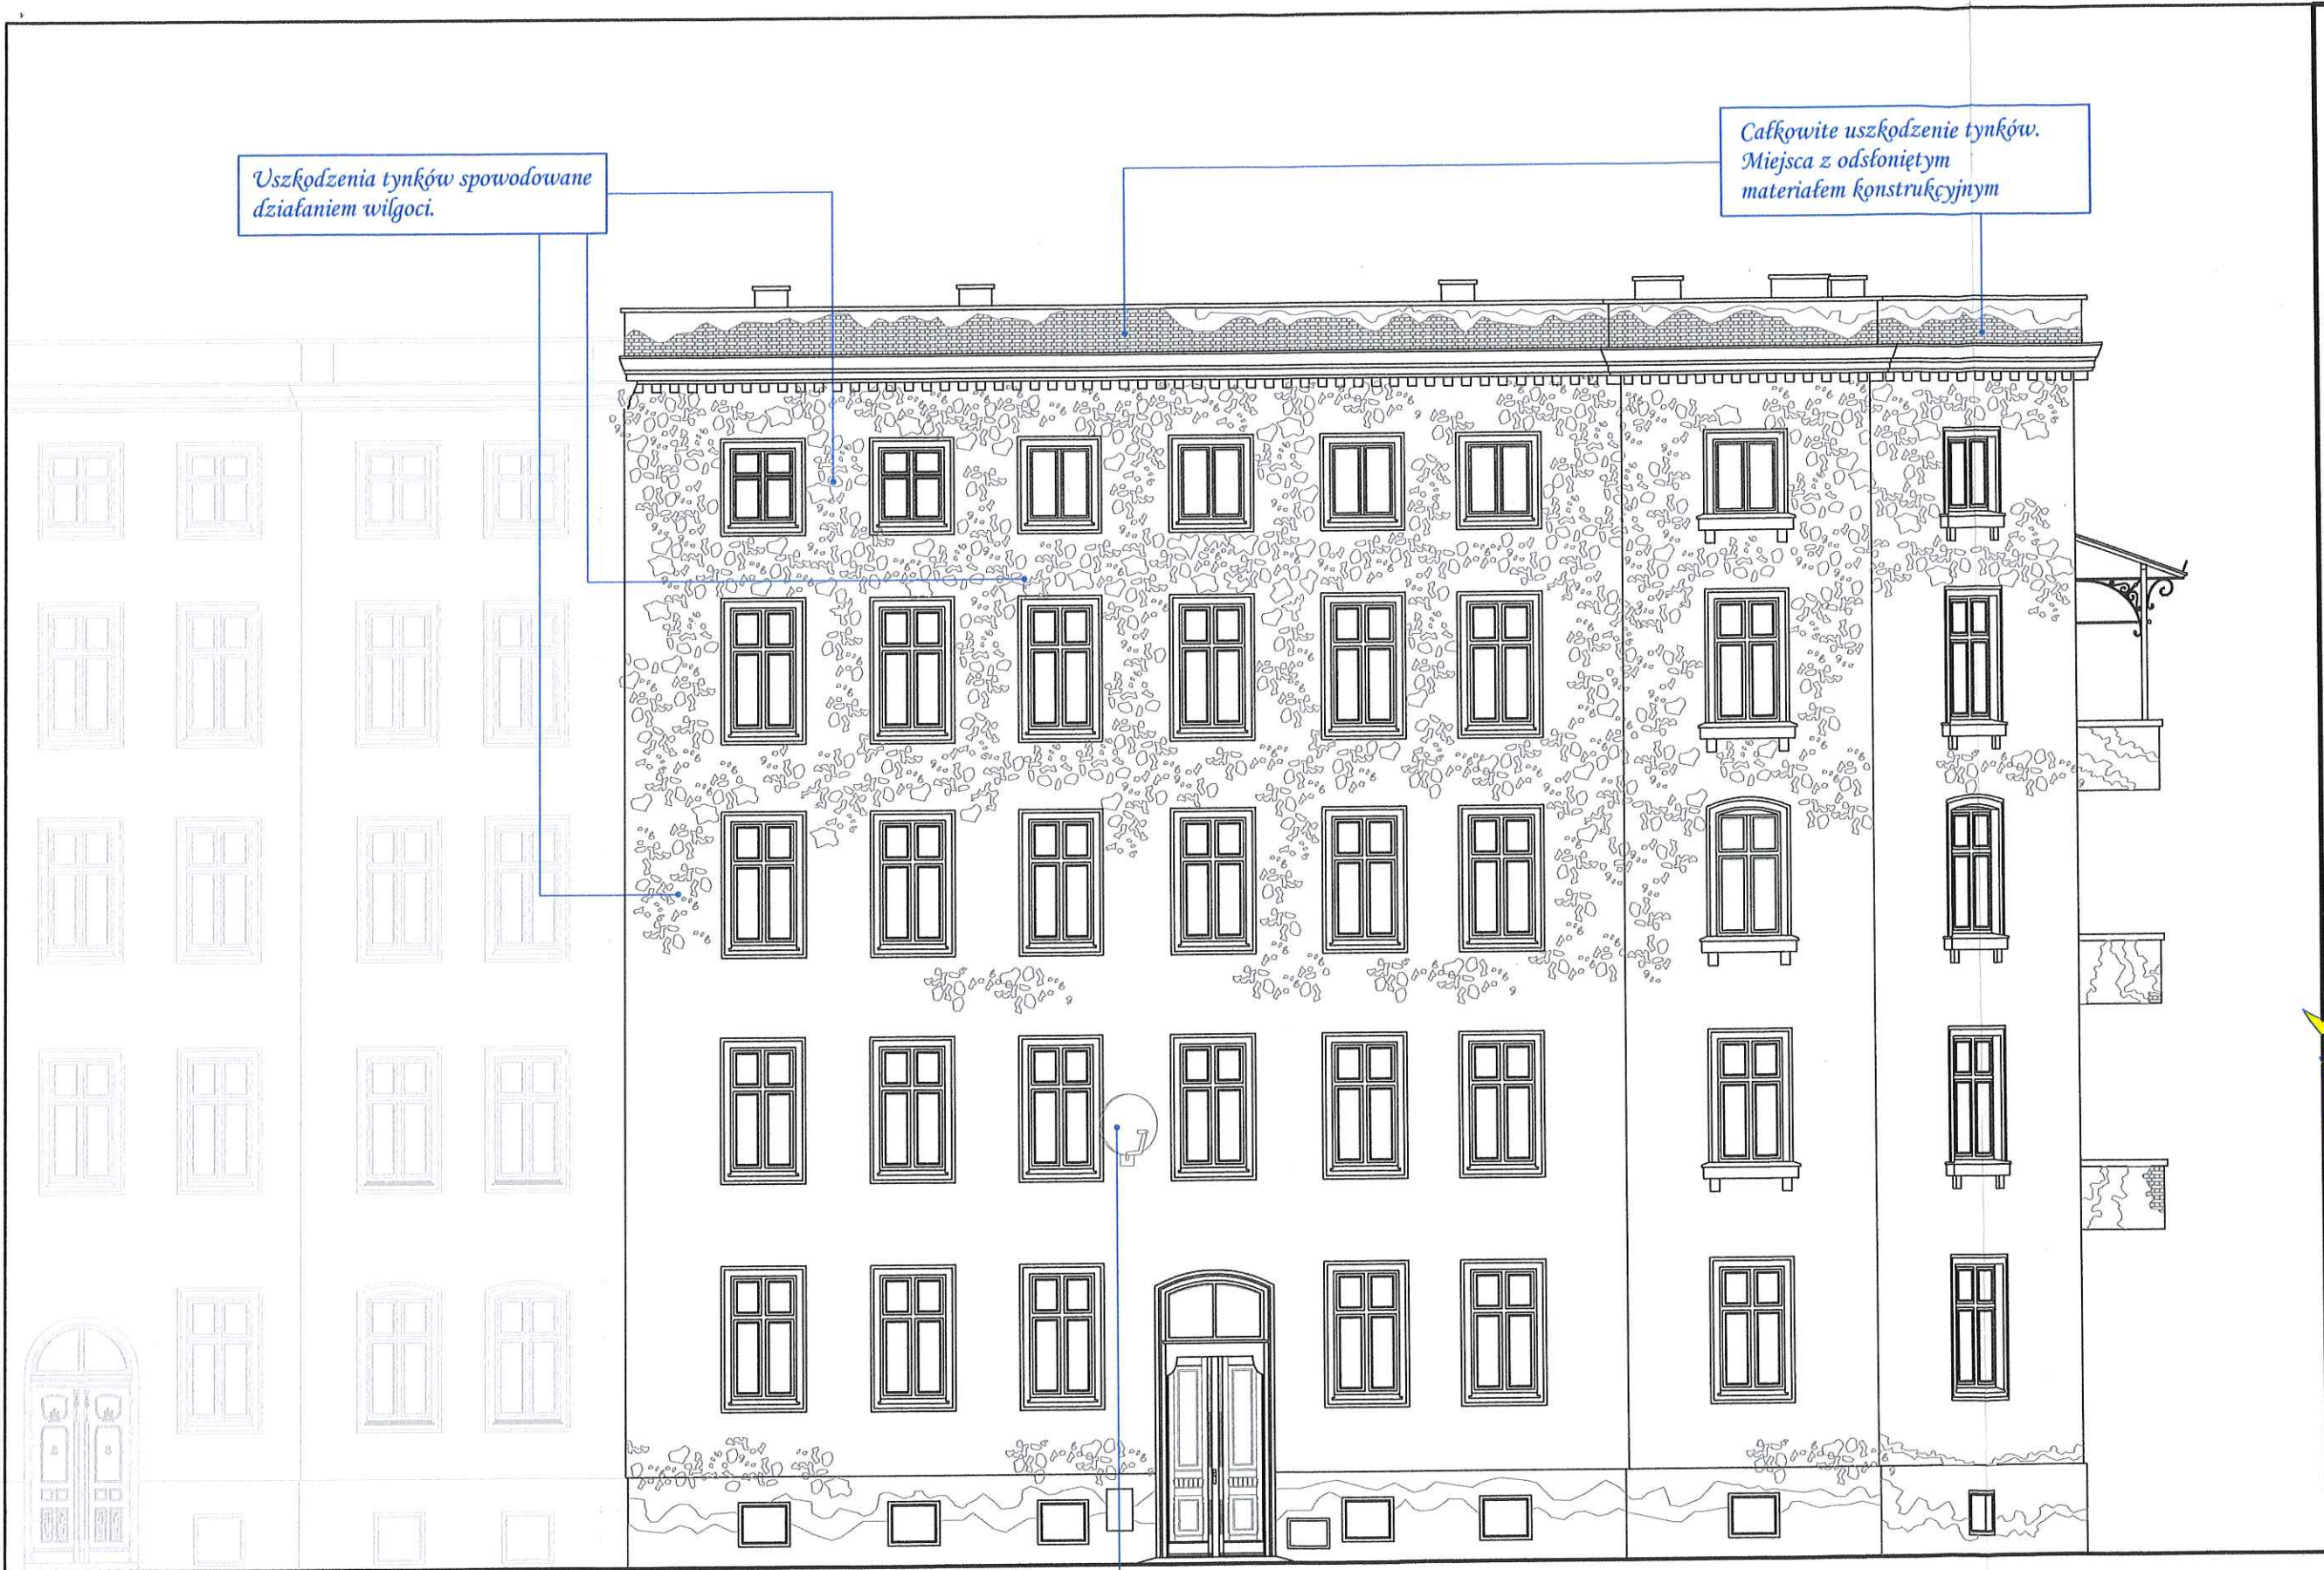 Uszkodzenia tynków spowodowane
działaniem wilgoci.
Całkowite uszkodzenie tynków.
Miejsca z odsłoniętym
materiałem konstrukcyjnym